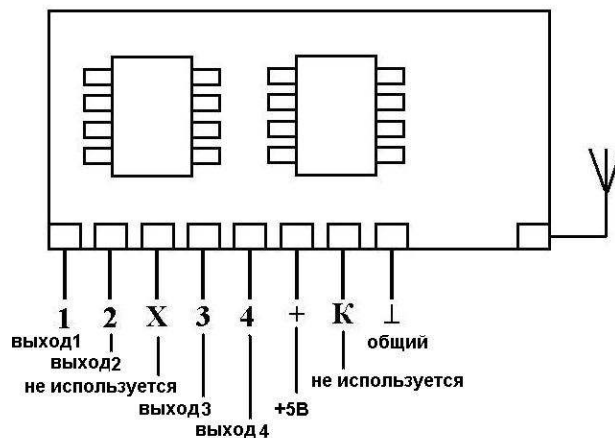 1 2 X 3 4 + К ⊥
выход1
выход2
не используется
выход3
выход4
+5В
не используется
общий